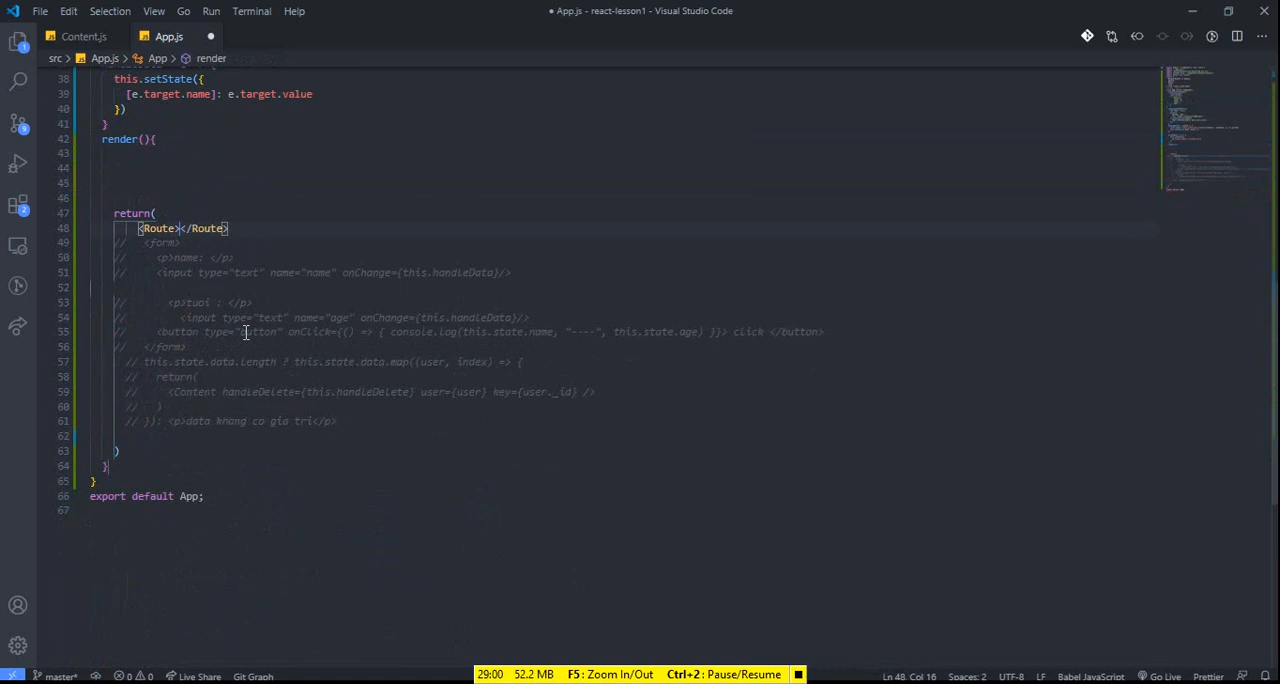 File Edit Selection View Go Run Terminal Help
● App.js - react-lesson1 - Visual Studio Code
JS Content.js
JS App.js ●
src > JS App.js > App > render
38 this.setState({
39 [e.target.name]: e.target.value
40 })
41 }
42 render(){
43
44
45
46
47 return(
48 <Route></Route>
49 // <form>
50 // <p>name: </p>
51 // <input type="text" name="name" onChange={this.handleData}/>
52
53 // <p>tuoi : </p>
54 // <input type="text" name="age" onChange={this.handleData}/>
55 // <button type="button" onClick={() => { console.log(this.state.name, "----", this.state.age) }}> click </button>
56 // </form>
57 // this.state.data.length ? this.state.data.map((user, index) => {
58 // return(
59 // <Content handleDelete={this.handleDelete} user={user} key={user._id} />
60 // )
61 // }): <p>data khang co gia tri</p>
62
63 )
64 }
65 }
66 export default App;
67
1
9
2
master* 0 0 Live Share Git Graph
29:00 52.2 MB F5: Zoom In/Out Ctrl+2: Pause/Resume
Ln 48, Col 16 Spaces: 2 UTF-8 LF Babel JavaScript Go Live Prettier